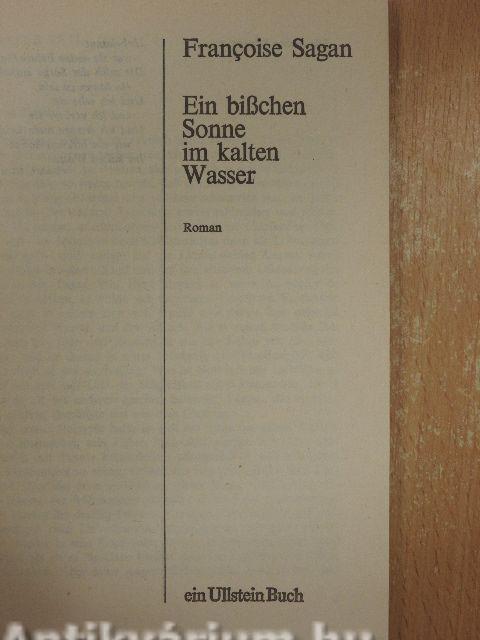 Françoise Sagan
Ein bißchen
Sonne
im kalten
Wasser
Roman
ein Ullstein Buch
Antikvárium.hu